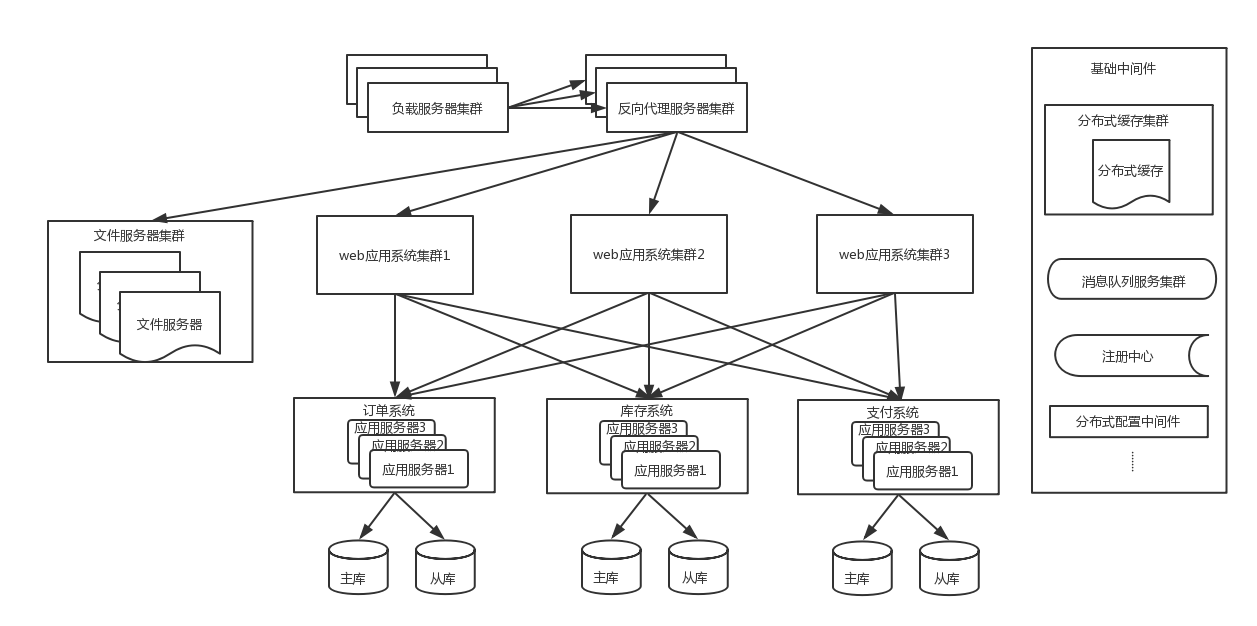 负载服务器集群
反向代理服务器集群
文件服务器集群
文件服务器
web应用系统集群1
web应用系统集群2
web应用系统集群3
订单系统
应用服务器3
应用服务器2
应用服务器1
库存系统
应用服务器3
应用服务器2
应用服务器1
支付系统
应用服务器3
应用服务器2
应用服务器1
主库
从库
主库
从库
主库
从库
基础中间件
分布式缓存集群
分布式缓存
消息队列服务集群
注册中心
分布式配置中间件
……